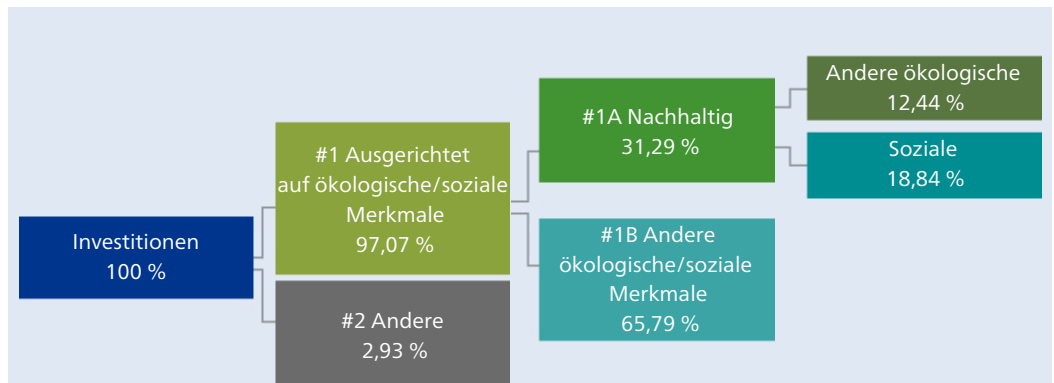 Investitionen
100 %
#1 Ausgerichtet
auf ökologische/soziale
Merkmale
97,07 %
#2 Andere
2,93 %
#1A Nachhaltig
31,29 %
#1B Andere
ökologische/soziale
Merkmale
65,79 %
Andere ökologische
12,44 %
Soziale
18,84 %